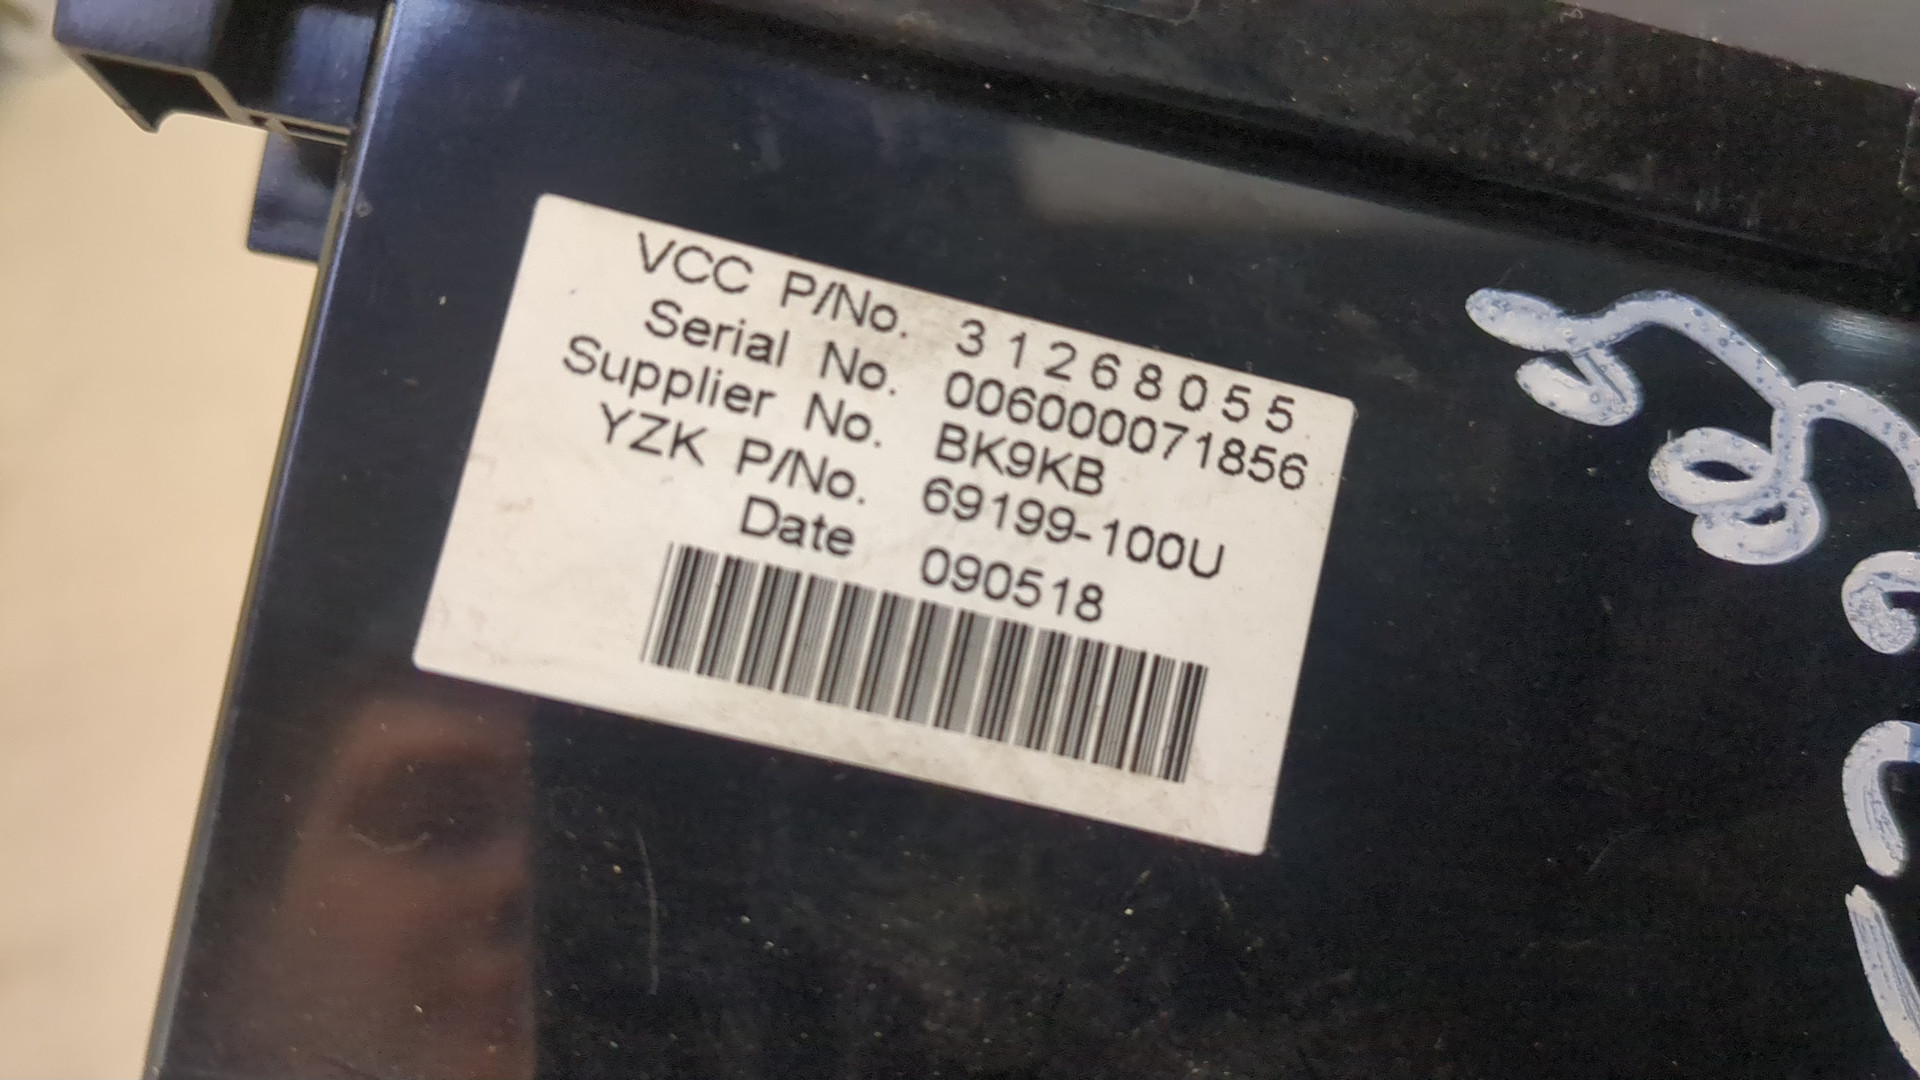 VCC P/No. 31268055
Serial No. 006000071856
Supplier No. BK9KB
YZK P/No. 69199-100U
Date 090518